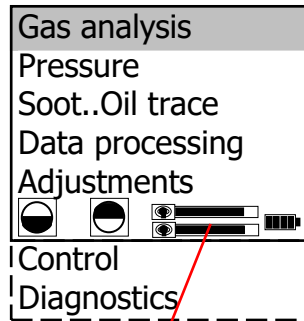 Gas analysis
Pressure
Soot..Oil trace
Data processing
Adjustments
Control
Diagnostics